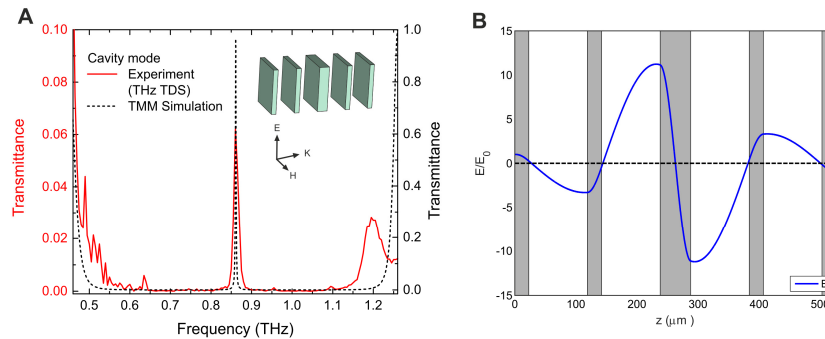 A
Cavity mode
Experiment
(THz TDS)
TMM Simulation
E
K
H
0.10
0.08
0.06
0.04
0.02
0.00
Transmittance
1.0
0.8
0.6
0.4
0.2
0.0
Transmittance
0.5 0.6 0.7 0.8 0.9 1.0 1.1 1.2
Frequency (THz)
B
15
10
5
0
-5
-10
-15
E/E0
0 100 200 300 400 500
z (μm)
E